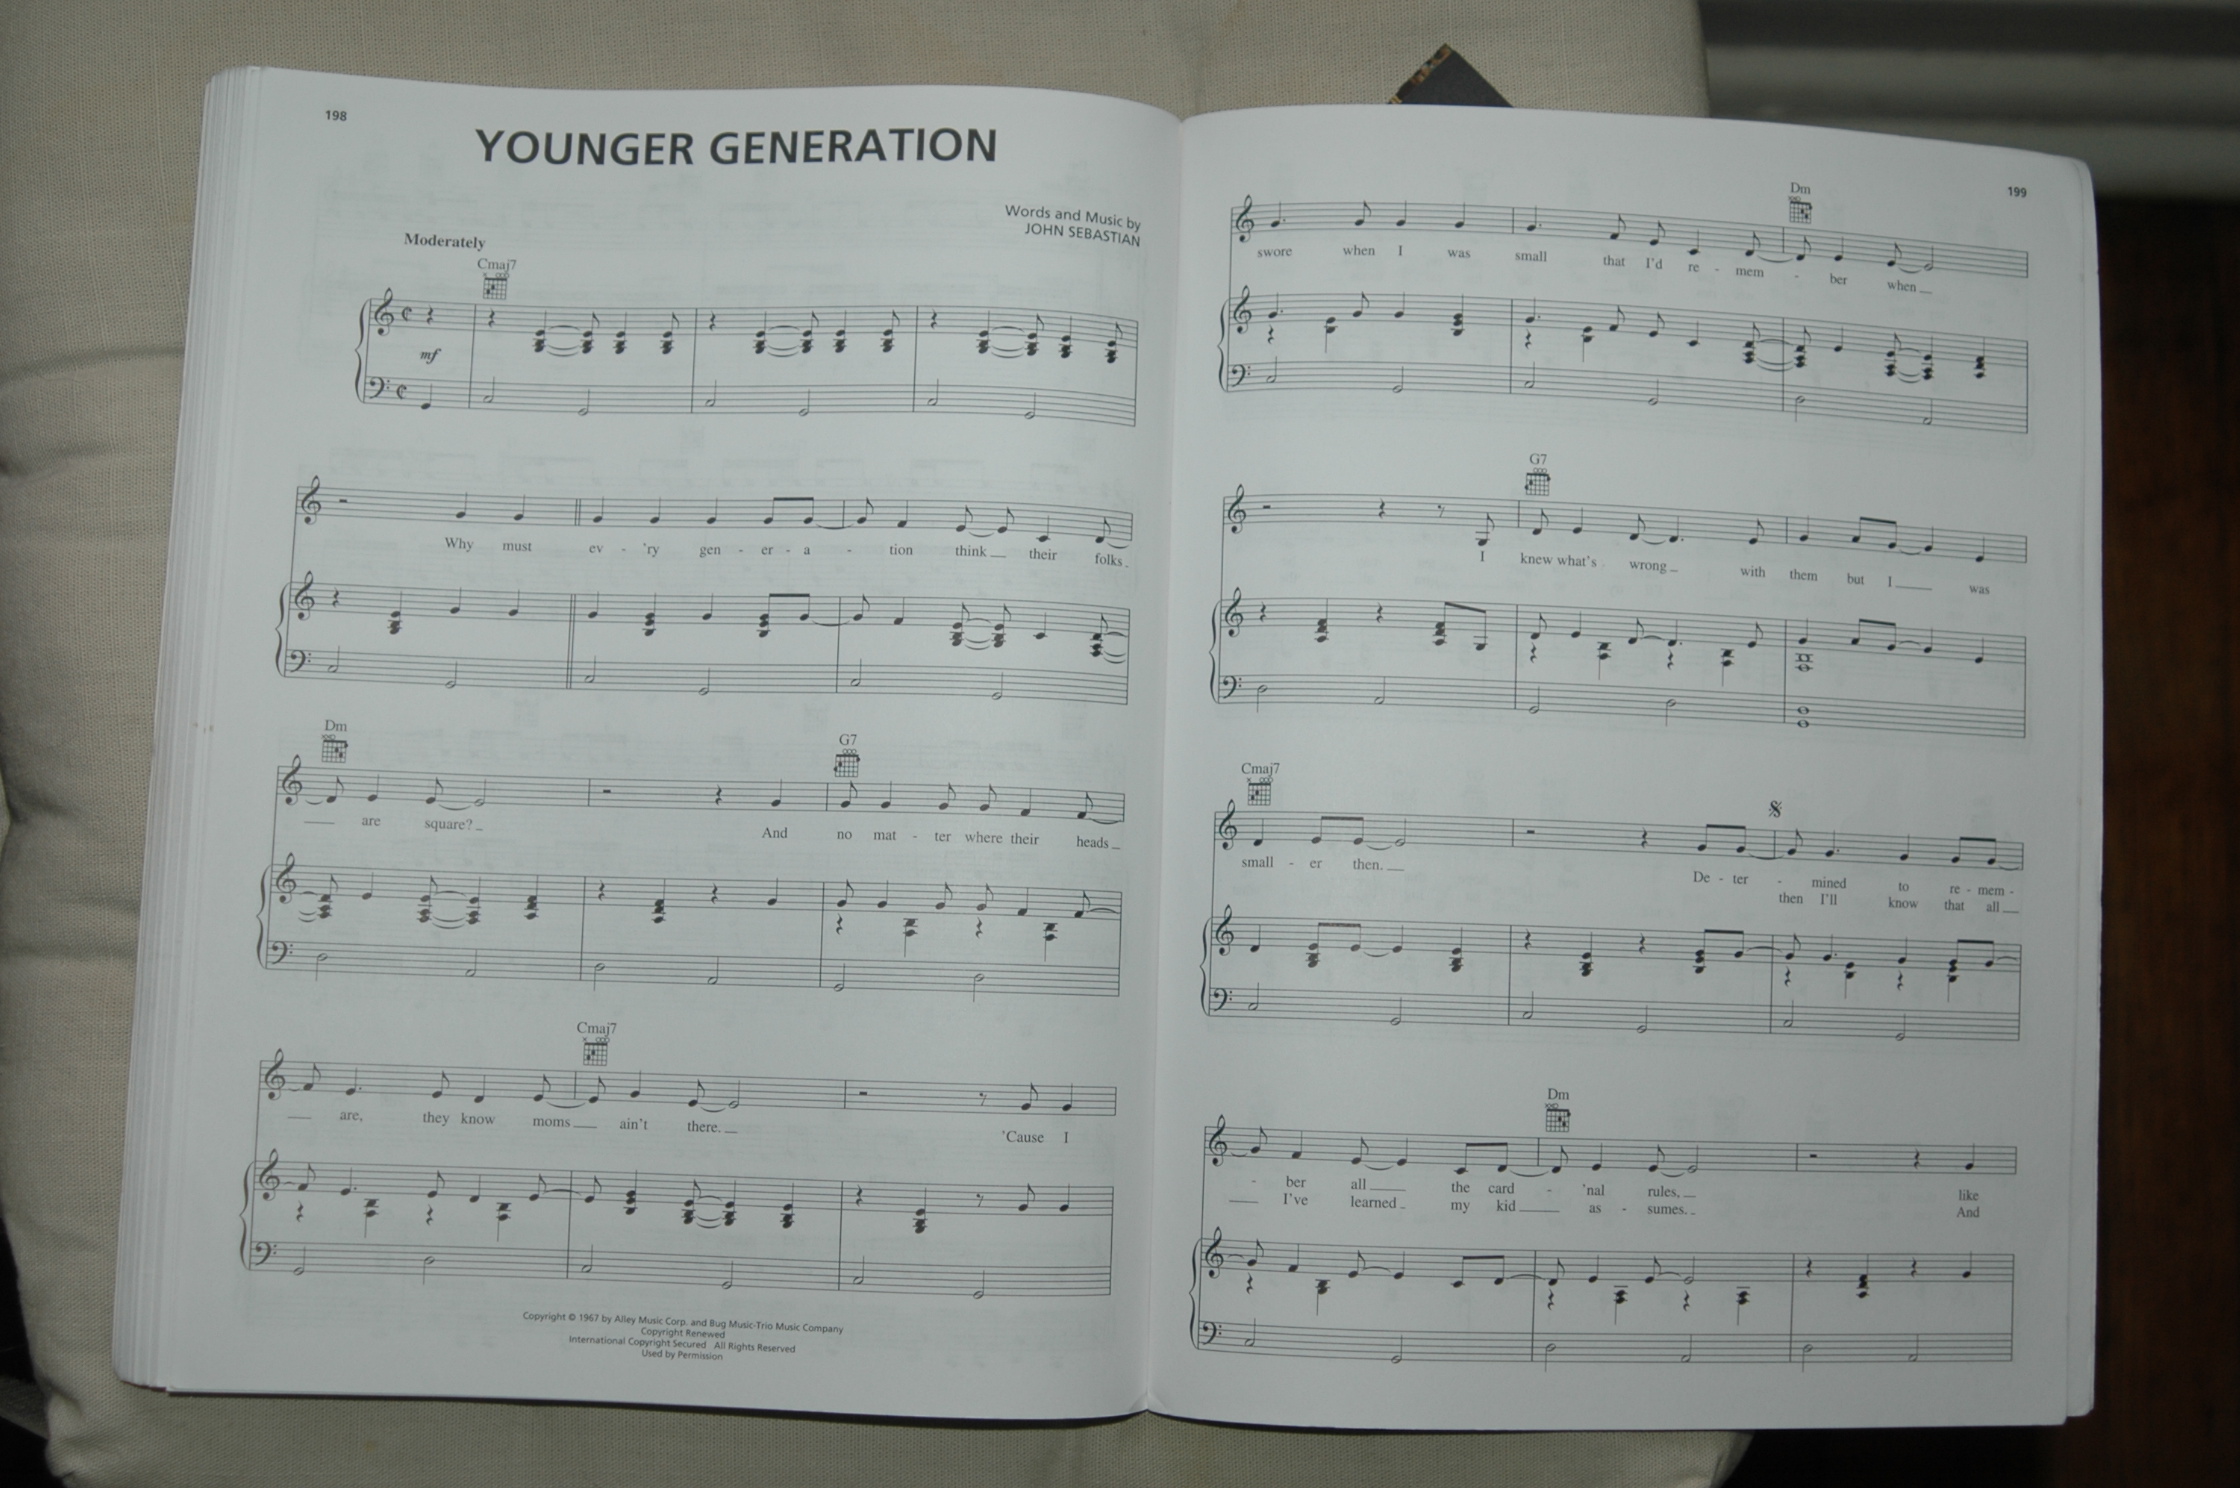 198
YOUNGER GENERATION
Words and Music by
JOHN SEBASTIAN
Moderately
Cmaj7
mf
Why must ev - 'ry gen - er - a - tion think their folks
Dm G7
are square? And no mat - ter where their heads
Cmaj7
are, they know moms ain't there. 'Cause I
Copyright © 1967 by Alley Music Corp. and Bug Music-Trio Music Company
Copyright Renewed
International Copyright Secured All Rights Reserved
Used by Permission
199
Dm
swore when I was small that I'd re - mem - ber when
G7
I knew what's wrong with them but I was
Cmaj7
small - er then. De - ter - mined to re - mem -
then I'll know that all
Dm
- ber all the card - 'nal rules, like
I've learned my kid as - sumes. And